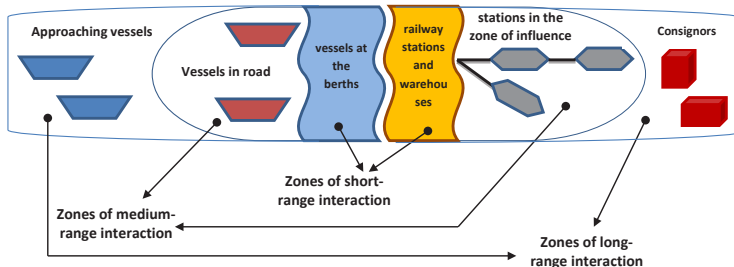 Approaching vessels
Vessels in road
vessels at
the
berths
railway
stations
and
warehou
ses
stations in the
zone of influence
Consignors
Zones of short-
range interaction
Zones of medium-
range interaction
Zones of long-
range interaction